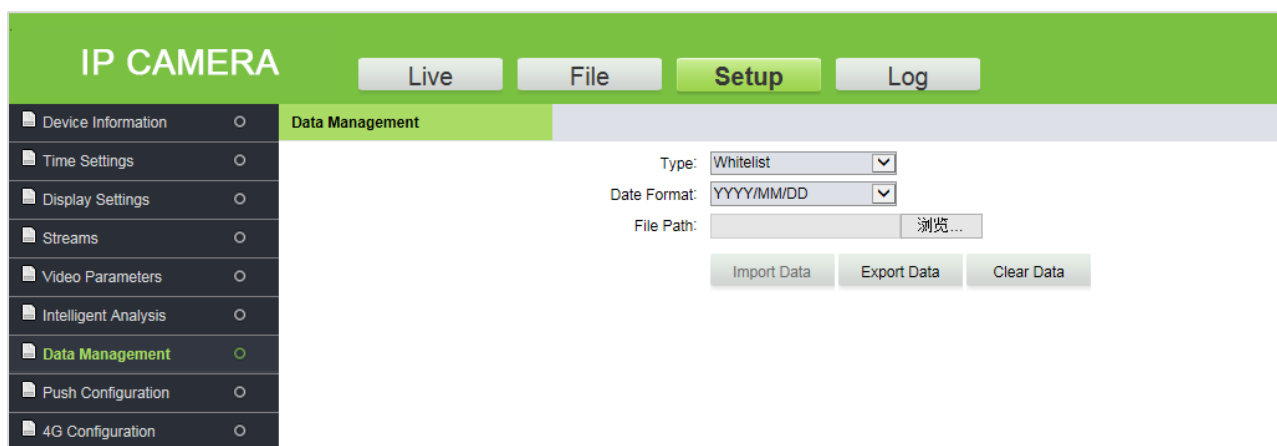 IP CAMERA
Live
File
Setup
Log
Device Information
Time Settings
Display Settings
Streams
Video Parameters
Intelligent Analysis
Data Management
Push Configuration
4G Configuration
Data Management
Type: Whitelist
Date Format: YYYY/MM/DD
File Path: 浏览...
Import Data Export Data Clear Data